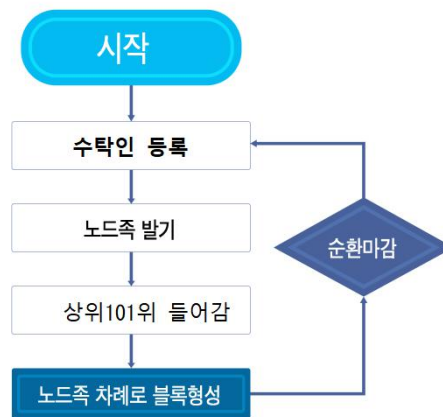 시작
수탁인 등록
노드족 발기
상위101위 들어감
노드족 차례로 블록형성
순환마감